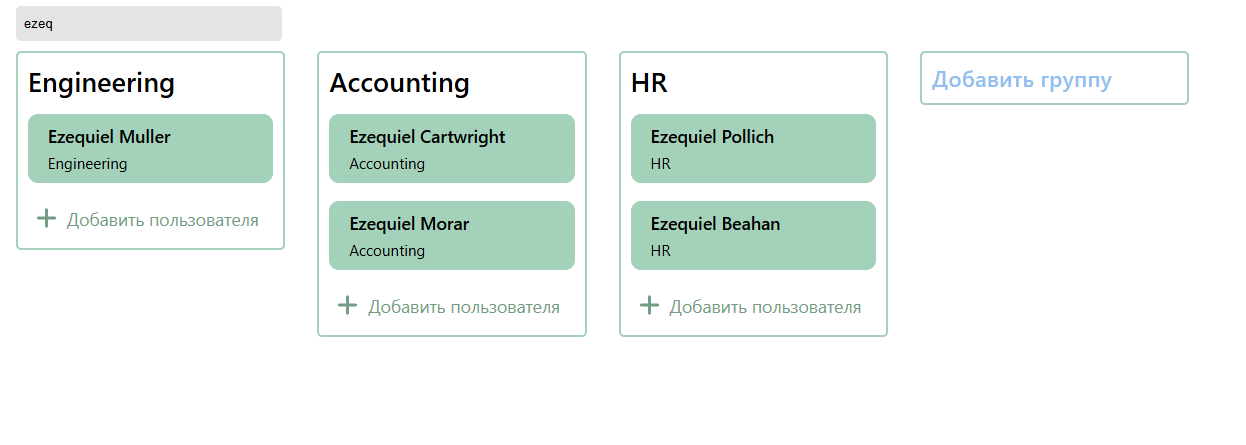 ezeq
Engineering
Ezequiel Muller
Engineering
Добавить пользователя
Accounting
Ezequiel Cartwright
Accounting
Ezequiel Morar
Accounting
Добавить пользователя
HR
Ezequiel Pollich
HR
Ezequiel Beahan
HR
Добавить пользователя
Добавить группу